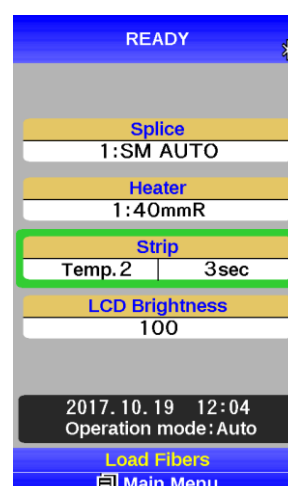 READY
Splice
1:SM AUTO
Heater
1:40mmR
Strip
Temp.2 3sec
LCD Brightness
100
2017.10.19 12:04
Operation mode:Auto
Load Fibers
Main Menu